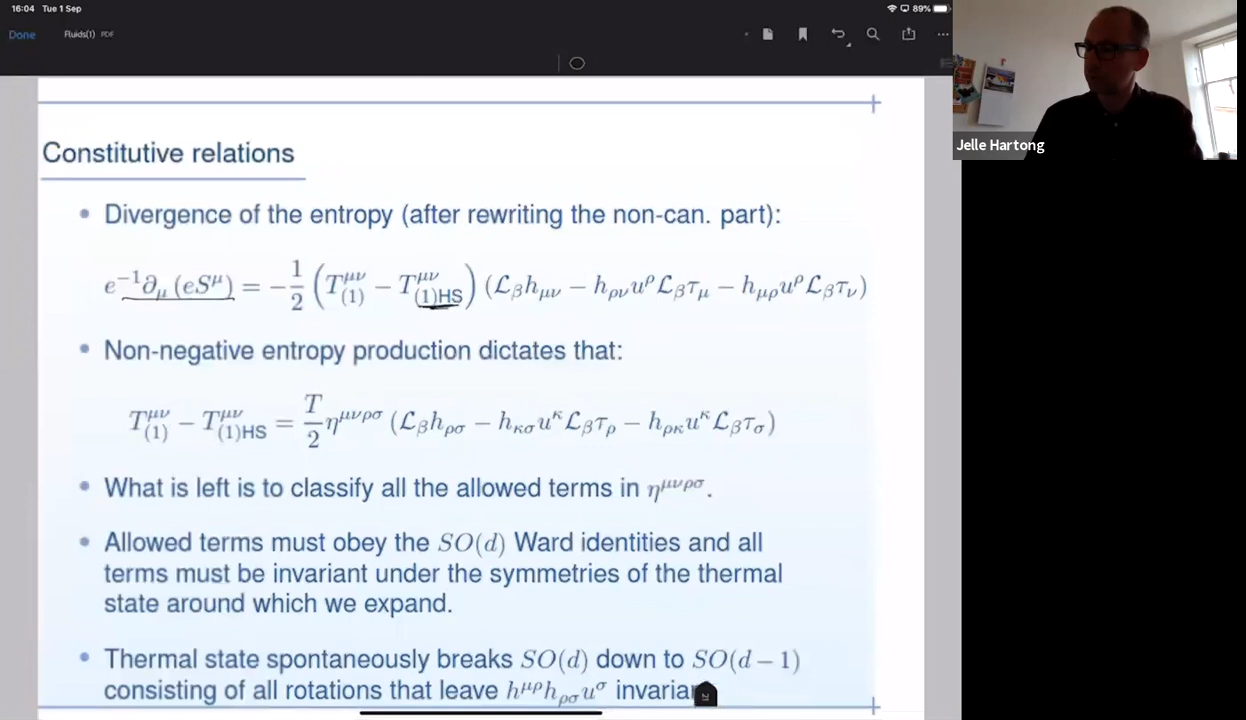 16:04 Tue 1 Sep
89%
Done
Fluids(1) PDF
Jelle Hartong
Constitutive relations
• Divergence of the entropy (after rewriting the non-can. part):
e⁻¹∂_μ (eS^μ) = −½ (T^{μν}_{(1)} − T^{μν}_{(1)HS}) (ℒ_β h_{μν} − h_{ρν}u^ρ ℒ_β τ_μ − h_{μρ}u^ρ ℒ_β τ_ν)
• Non-negative entropy production dictates that:
T^{μν}_{(1)} − T^{μν}_{(1)HS} = T/2 η^{μνρσ} (ℒ_β h_{ρσ} − h_{κσ}u^κ ℒ_β τ_ρ − h_{ρκ}u^κ ℒ_β τ_σ)
• What is left is to classify all the allowed terms in η^{μνρσ}.
• Allowed terms must obey the SO(d) Ward identities and all
terms must be invariant under the symmetries of the thermal
state around which we expand.
• Thermal state spontaneously breaks SO(d) down to SO(d − 1)
consisting of all rotations that leave h^{μρ}h_{ρσ}u^σ